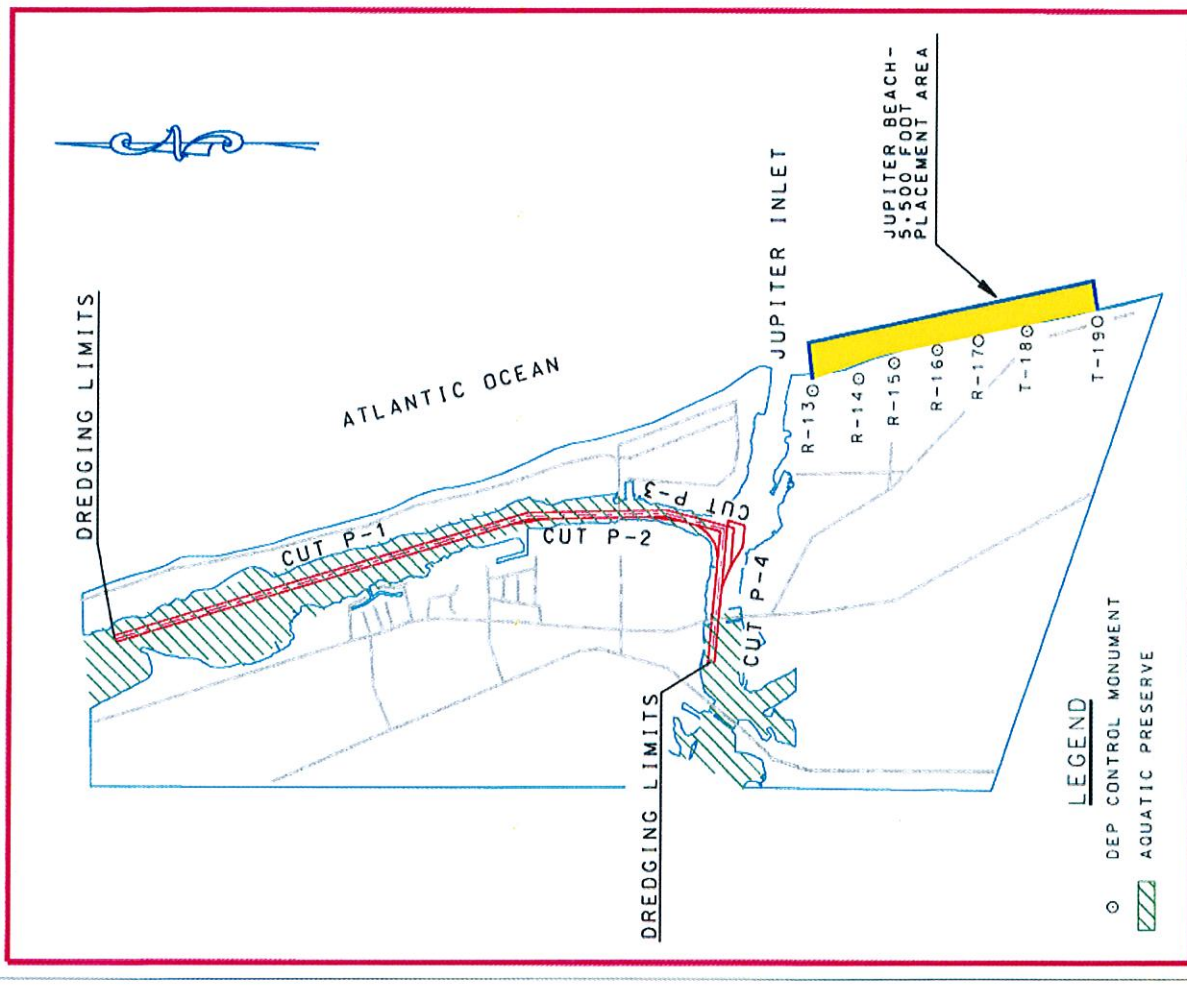 DREDGING LIMITS
ATLANTIC OCEAN
CUT P-1
CUT P-2
CUT P-3
CUT P-4
DREDGING LIMITS
JUPITER INLET
JUPITER BEACH-
5,500 FOOT
PLACEMENT AREA
R-13
R-14
R-15
R-16
R-17
T-18
T-19
LEGEND
DEP CONTROL MONUMENT
AQUATIC PRESERVE